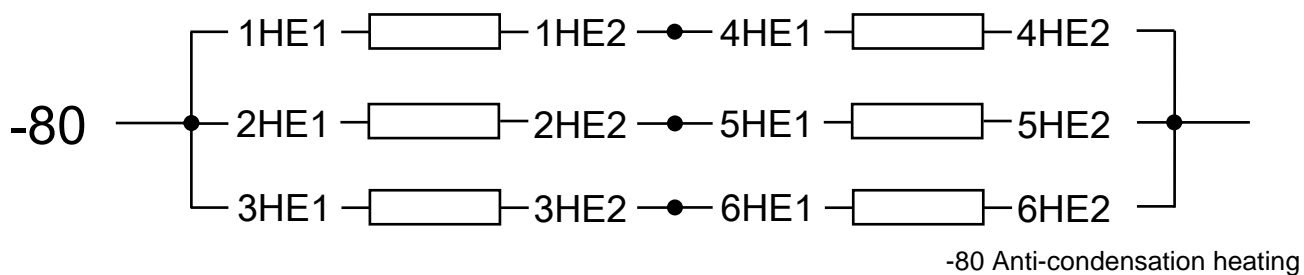 1HE1 1HE2 4HE1 4HE2
-80 2HE1 2HE2 5HE1 5HE2
3HE1 3HE2 6HE1 6HE2
-80 Anti-condensation heating